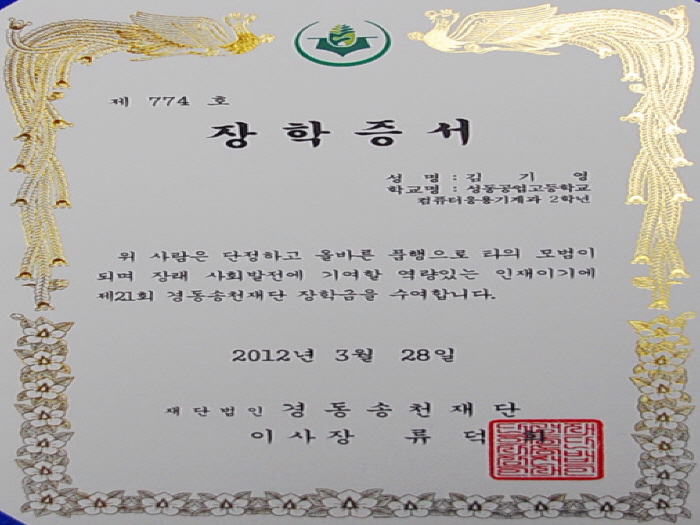 제 774 호
장 학 증 서
성 명 : 김 기 영
학교명 : 성동공업고등학교
컴퓨터응용기계과 2학년
위 사람은 단정하고 올바른 품행으로 타의 모범이
되며 장래 사회발전에 기여할 역량있는 인재이기에
제21회 경동송천재단 장학금을 수여합니다.
2012년 3월 28일
재단법인 경동송천재단
이사장 류 덕